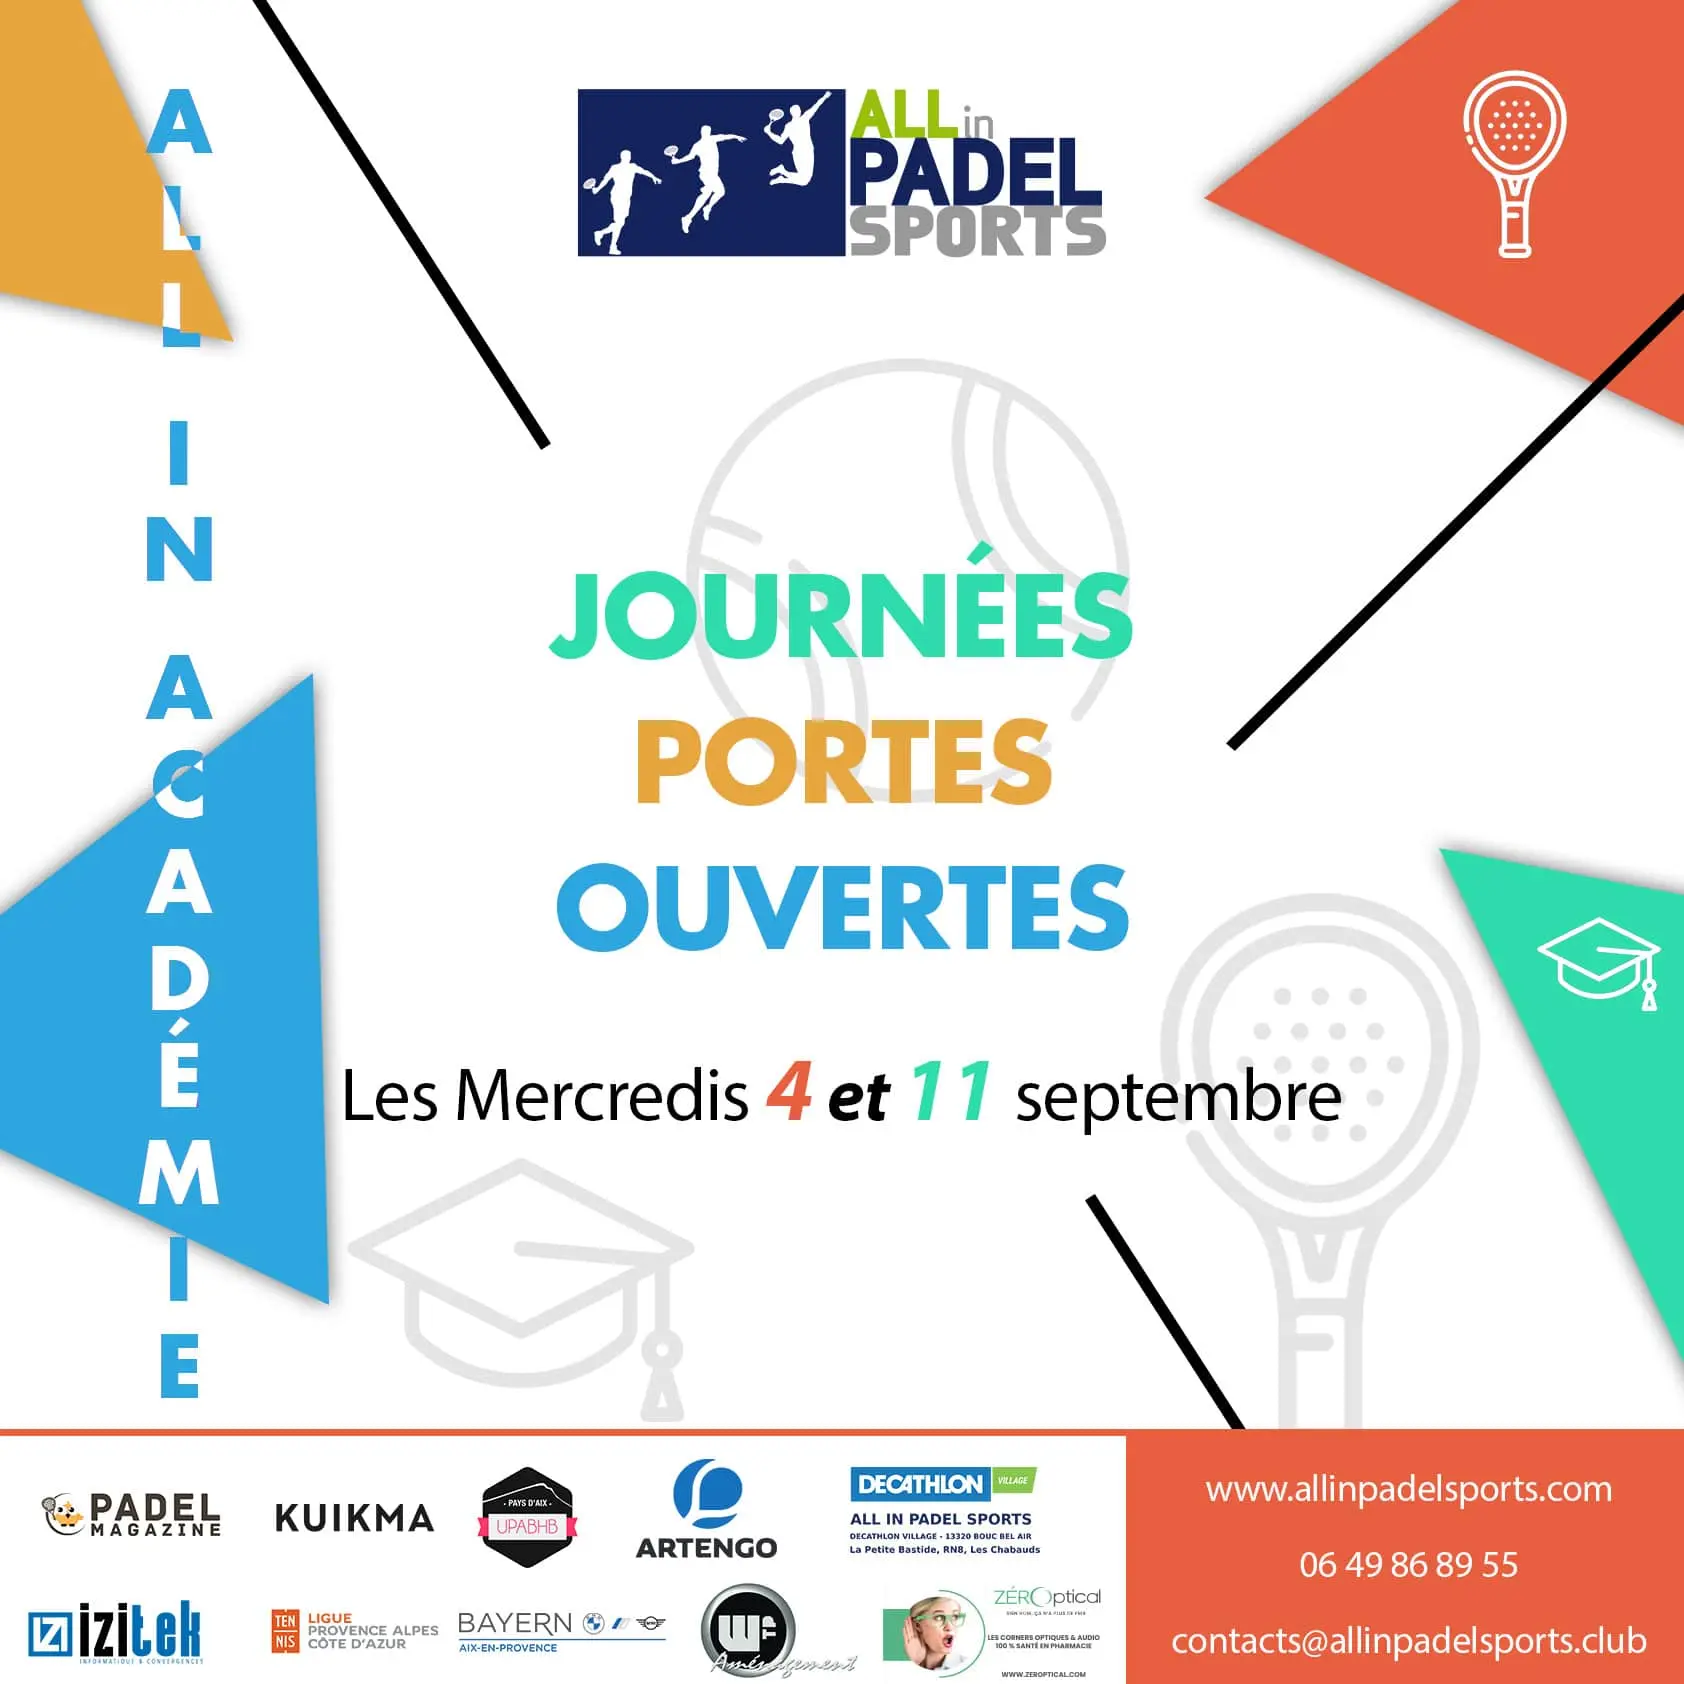 ALL in
PADEL
SPORTS
ALL IN ACADÉMIE
JOURNÉES
PORTES
OUVERTES
Les Mercredis 4 et 11 septembre
PADEL
MAGAZINE
KUIKMA
- PAYS D'AIX -
UPABHB
ARTENGO
DECATHLON VILLAGE
ALL IN PADEL SPORTS
DECATHLON VILLAGE - 13320 BOUC BEL AIR
La Petite Bastide, RN8, Les Chabauds
izitek
INFORMATIQUE & CONVERGENCES
TEN
NIS
LIGUE
PROVENCE ALPES
CÔTE D'AZUR
BAYERN
AIX-EN-PROVENCE
WTP
Aménagement
ZÉROptical
LES CORNERS OPTIQUES & AUDIO
100 % SANTÉ EN PHARMACIE
WWW.ZEROPTICAL.COM
www.allinpadelsports.com
06 49 86 89 55
contacts@allinpadelsports.club